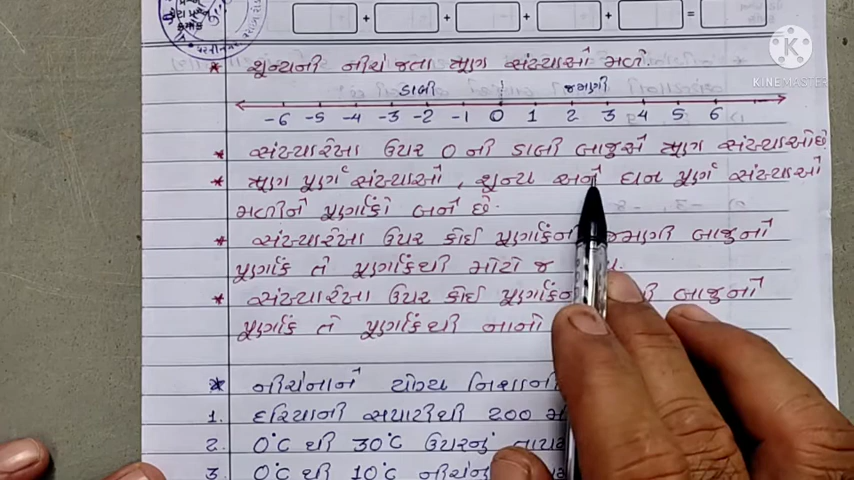 + + + + =
* શૂન્યની નીચે જતા ઋણ સંખ્યાઓ મળે.
ડાબી જમણી
-6 -5 -4 -3 -2 -1 0 1 2 3 4 5 6
* સંખ્યારેખા ઉપર 0 ની ડાબી બાજુએ ઋણ સંખ્યાઓ છે
* ઋણ પૂર્ણ સંખ્યાઓ, શૂન્ય અને ધન પૂર્ણ સંખ્યાઓ
મળીને પૂર્ણાંકો બને છે.
* સંખ્યારેખા ઉપર કોઈ પૂર્ણાંકની જમણી બાજુનો
પૂર્ણાંક તે પૂર્ણાંકથી મોટો જ
* સંખ્યારેખા ઉપર કોઈ બાજુનો
પૂર્ણાંક તે પૂર્ણાંકથી નાનો
* નીચેનાને યોગ્ય
1. દરિયાની સપાટીથી 200
2. 0°C થી 30°C ઉપરનું
3. 0°C થી 10°C નીચેનું
KINEMASTER